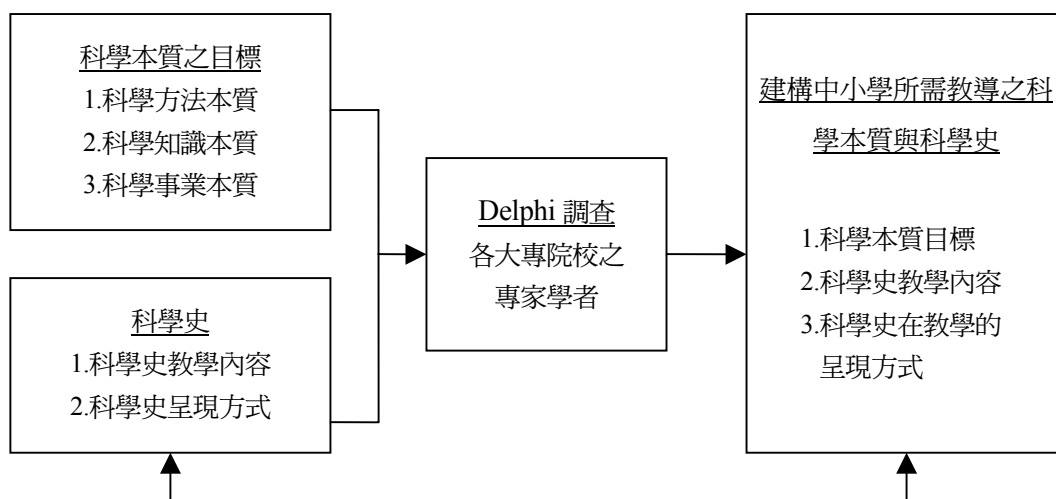 科學本質之目標
1.科學方法本質
2.科學知識本質
3.科學事業本質
科學史
1.科學史教學內容
2.科學史呈現方式
Delphi 調查
各大專院校之
專家學者
建構中小學所需教導之科
學本質與科學史
1.科學本質目標
2.科學史教學內容
3.科學史在教學的
呈現方式